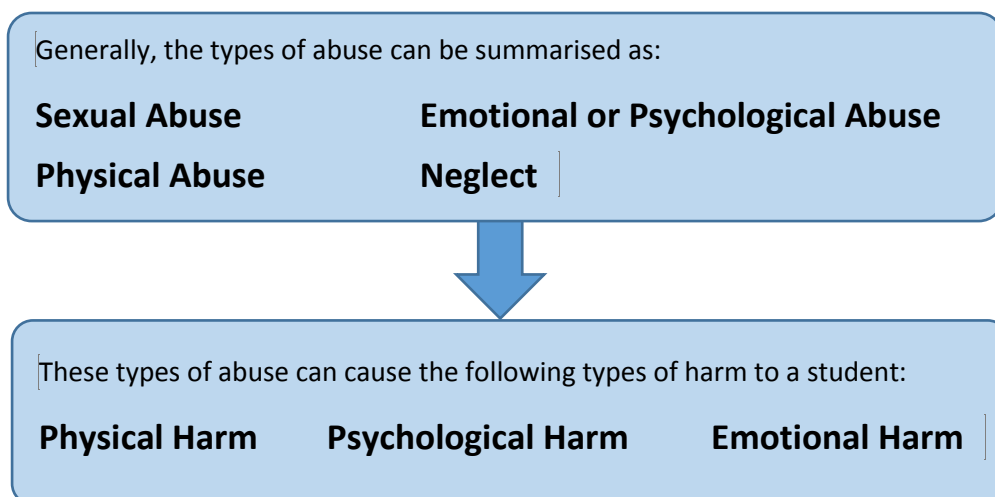 Generally, the types of abuse can be summarised as:
Sexual Abuse Emotional or Psychological Abuse
Physical Abuse Neglect
These types of abuse can cause the following types of harm to a student:
Physical Harm Psychological Harm Emotional Harm